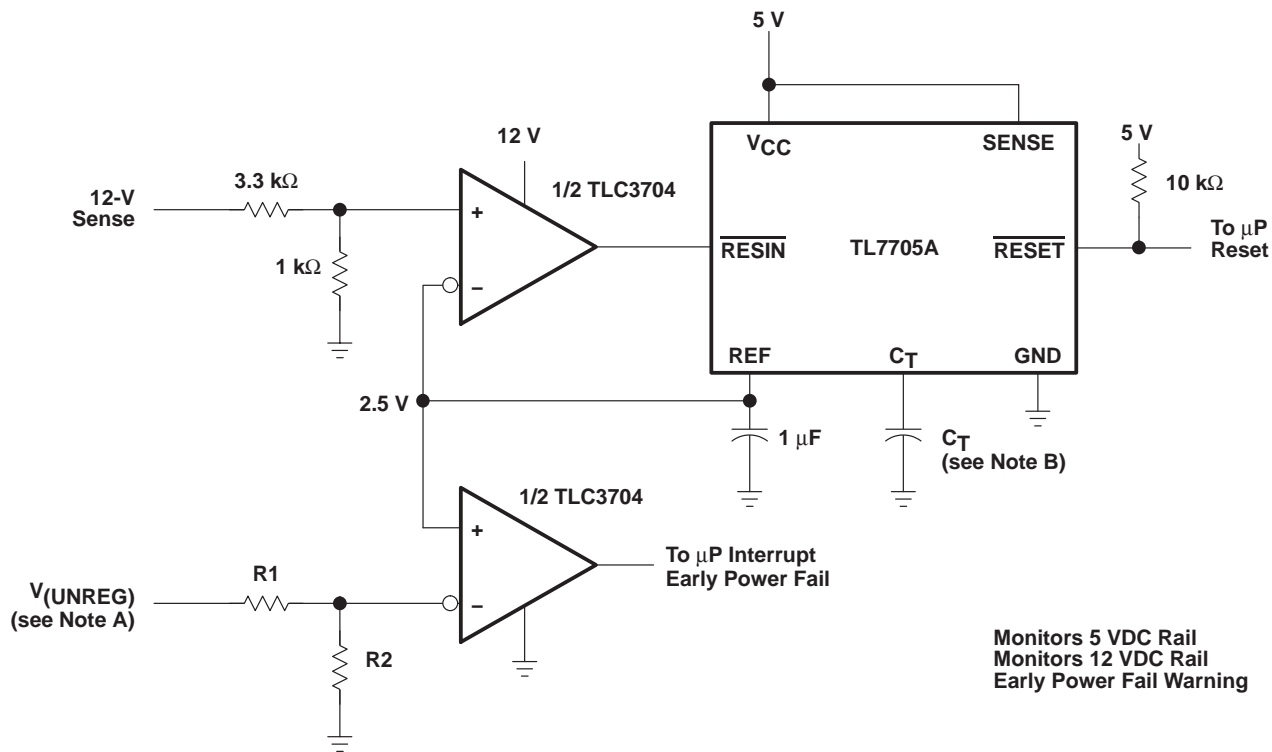 5 V
12 V
VCC
SENSE
5 V
3.3 kΩ
1/2 TLC3704
10 kΩ
12-V
Sense
+
RESIN
TL7705A
RESET
To μP
Reset
1 kΩ
–
REF
CT
GND
2.5 V
1 μF
CT
(see Note B)
1/2 TLC3704
+
To μP Interrupt
Early Power Fail
R1
V(UNREG)
(see Note A)
–
R2
Monitors 5 VDC Rail
Monitors 12 VDC Rail
Early Power Fail Warning